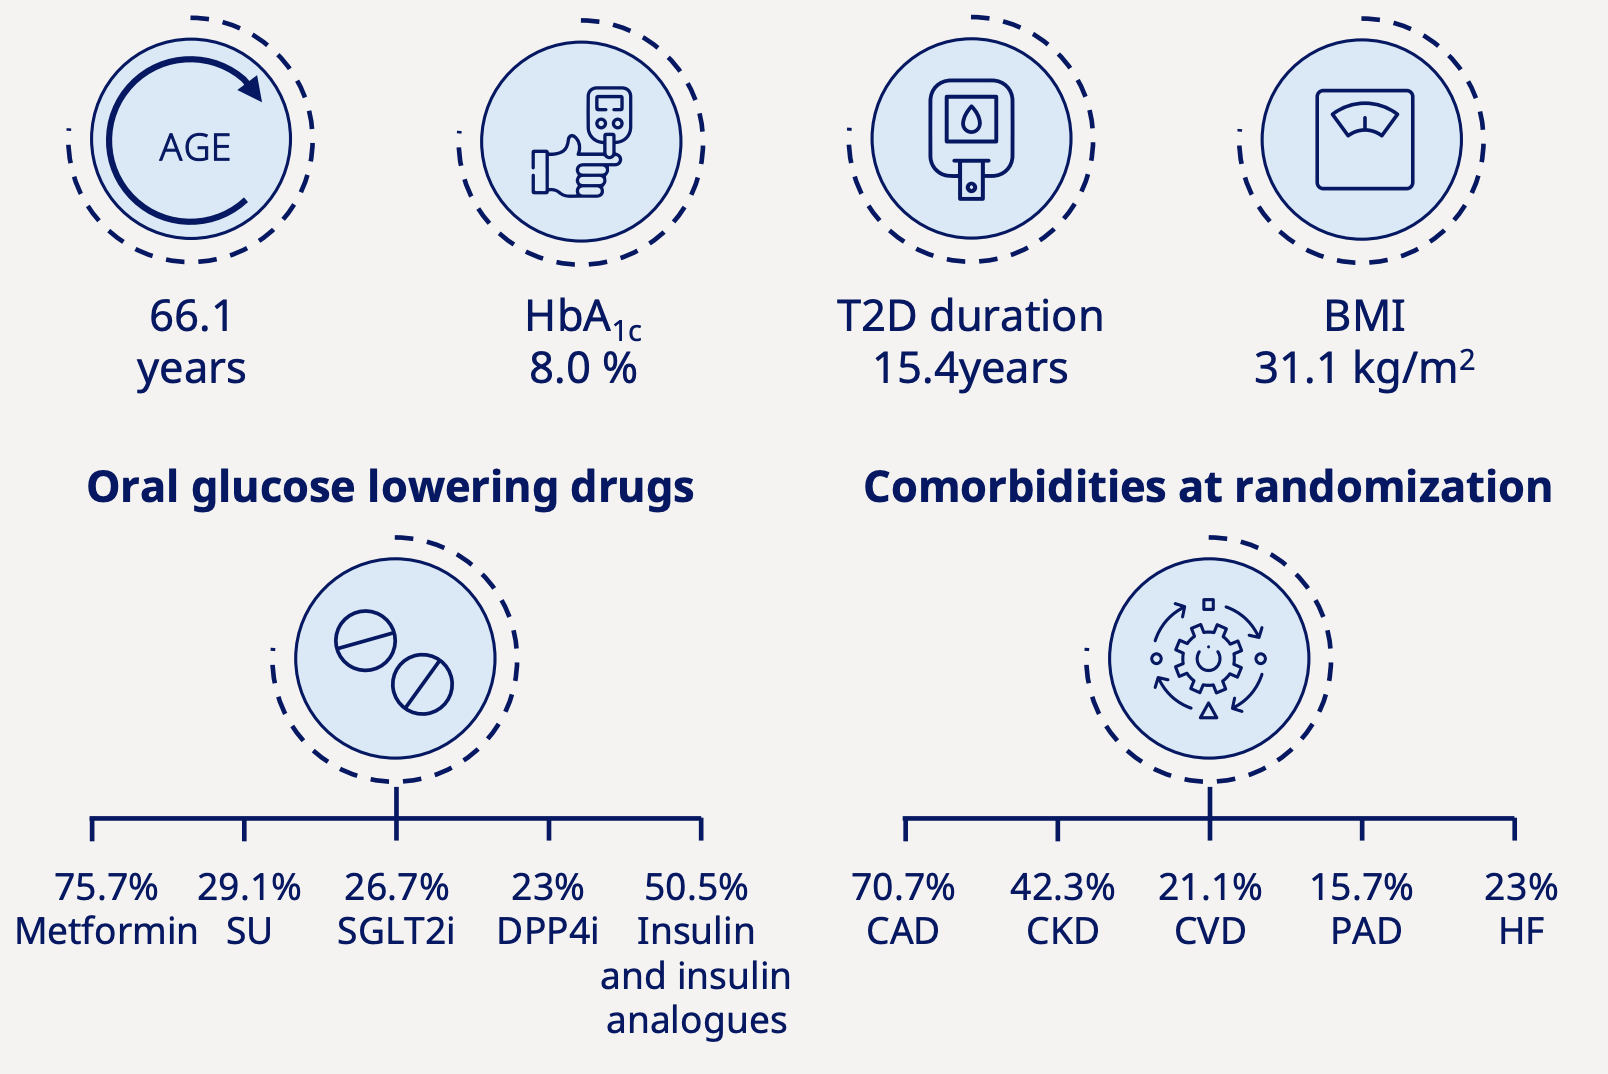 AGE
66.1
years
HbA1c
8.0 %
T2D duration
15.4years
BMI
31.1 kg/m²
Oral glucose lowering drugs
75.7%
Metformin
29.1%
SU
26.7%
SGLT2i
23%
DPP4i
50.5%
Insulin
and insulin
analogues
Comorbidities at randomization
70.7%
CAD
42.3%
CKD
21.1%
CVD
15.7%
PAD
23%
HF